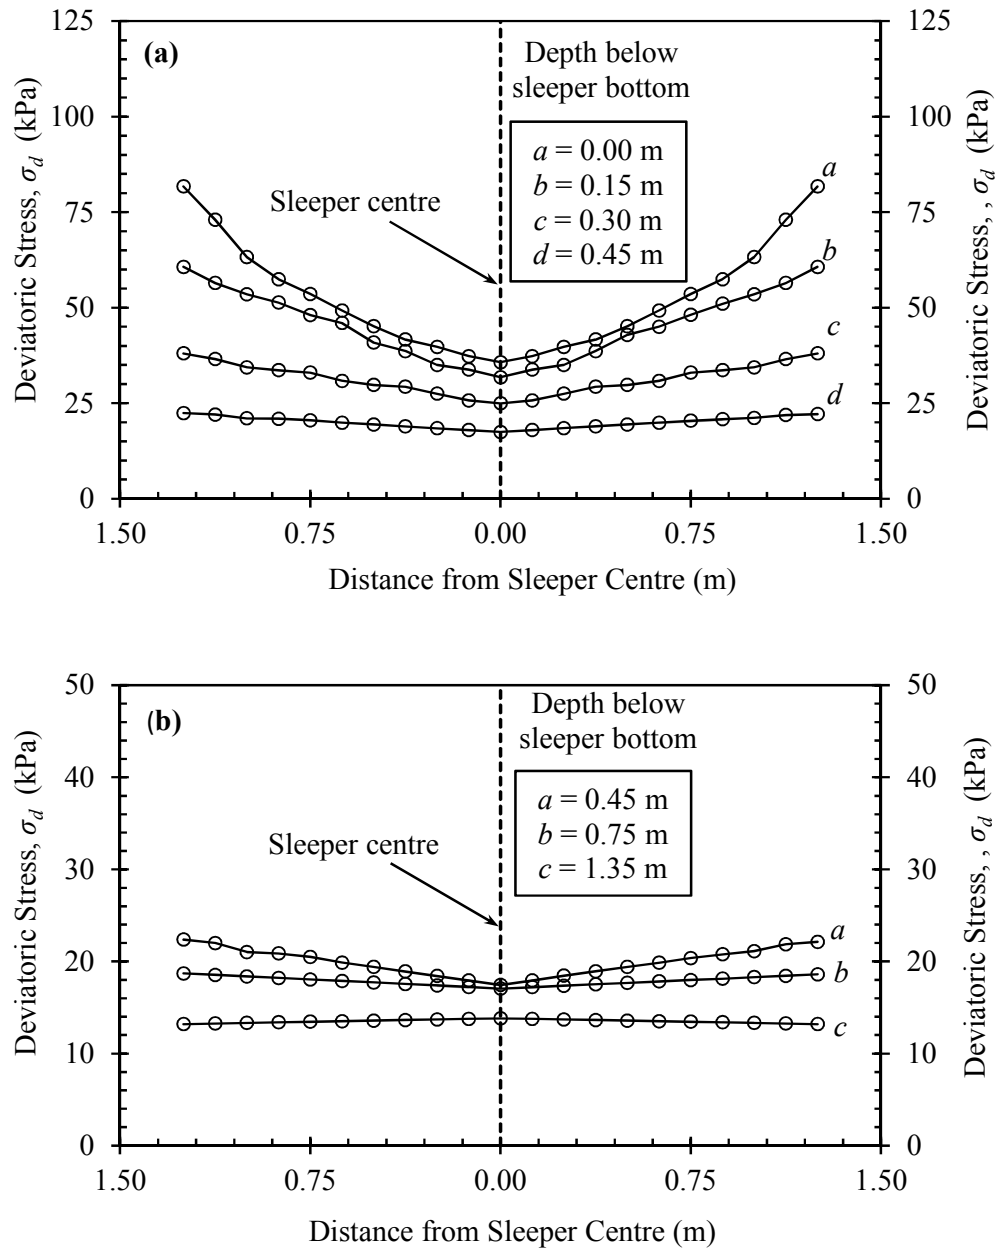 (a)
Depth below
sleeper bottom
a = 0.00 m
b = 0.15 m
c = 0.30 m
d = 0.45 m
Sleeper centre
a
b
c
d
125
100
75
50
25
0
125
100
75
50
25
0
Deviatoric Stress, σd (kPa)
Deviatoric Stress, , σd (kPa)
1.50 0.75 0.00 0.75 1.50
Distance from Sleeper Centre (m)
(b)
Depth below
sleeper bottom
a = 0.45 m
b = 0.75 m
c = 1.35 m
Sleeper centre
a
b
c
50
40
30
20
10
0
50
40
30
20
10
0
Deviatoric Stress, σd (kPa)
Deviatoric Stress, , σd (kPa)
1.50 0.75 0.00 0.75 1.50
Distance from Sleeper Centre (m)